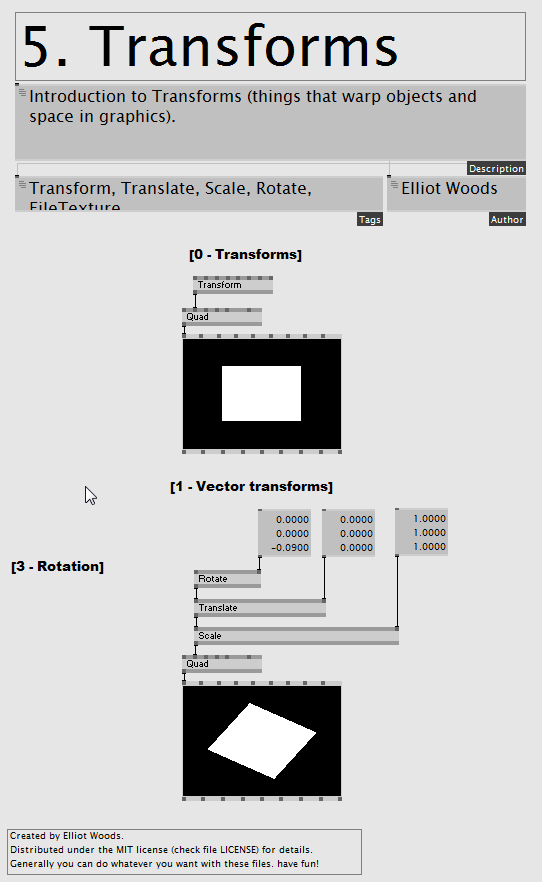 5. Transforms
Introduction to Transforms (things that warp objects and
space in graphics).
Description
Transform, Translate, Scale, Rotate,
FileTexture
Tags
Elliot Woods
Author
[0 - Transforms]
Transform
Quad
[1 - Vector transforms]
0.0000
0.0000
-0.0900
0.0000
0.0000
0.0000
1.0000
1.0000
1.0000
[3 - Rotation]
Rotate
Translate
Scale
Quad
Created by Elliot Woods.
Distributed under the MIT license (check file LICENSE) for details.
Generally you can do whatever you want with these files. have fun!